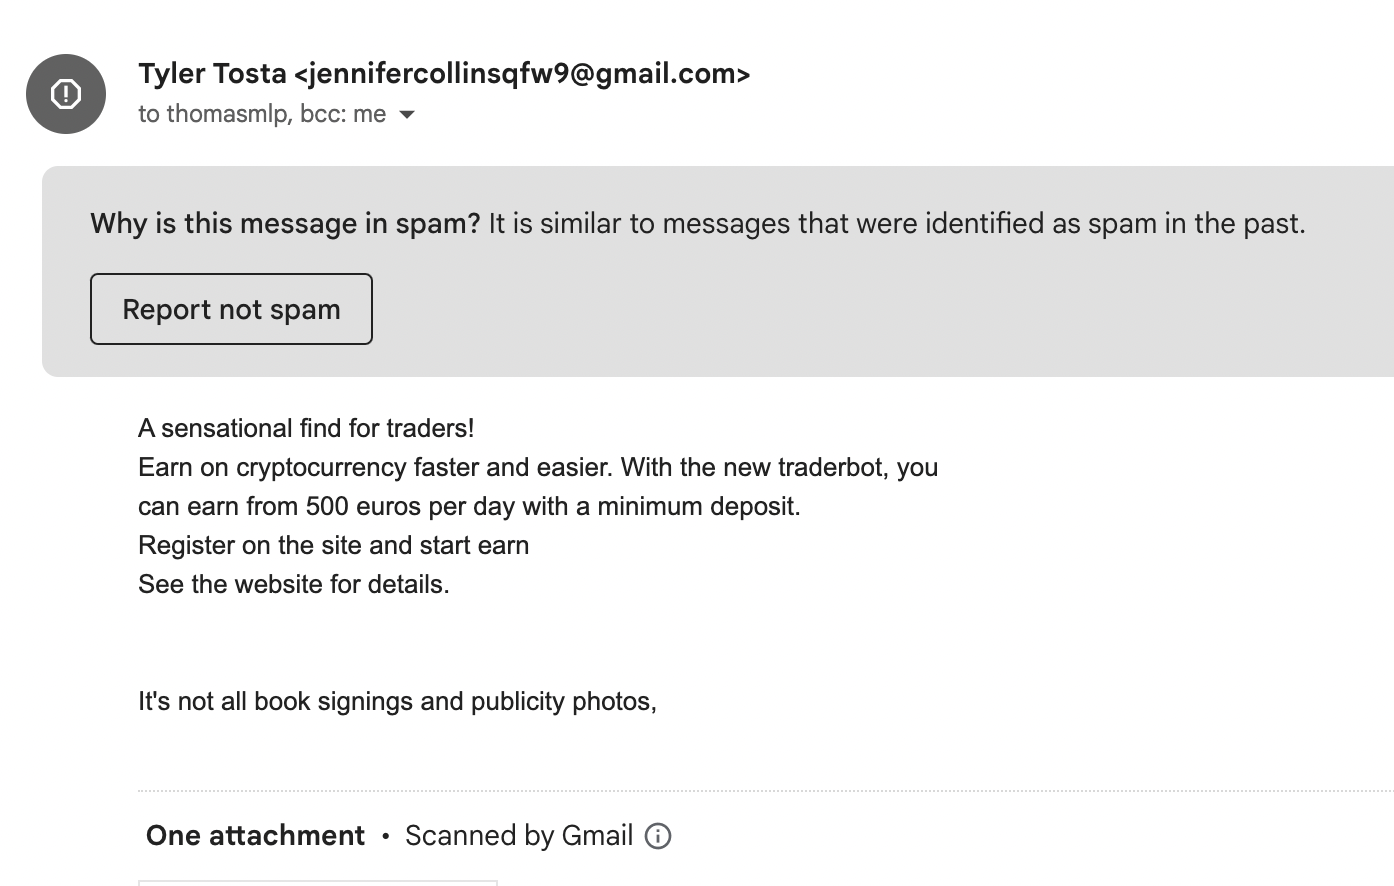 Tyler Tosta <jennifercollinsqfw9@gmail.com>
to thomasmlp, bcc: me
Why is this message in spam? It is similar to messages that were identified as spam in the past.
Report not spam
A sensational find for traders!
Earn on cryptocurrency faster and easier. With the new traderbot, you
can earn from 500 euros per day with a minimum deposit.
Register on the site and start earn
See the website for details.
It's not all book signings and publicity photos,
One attachment • Scanned by Gmail